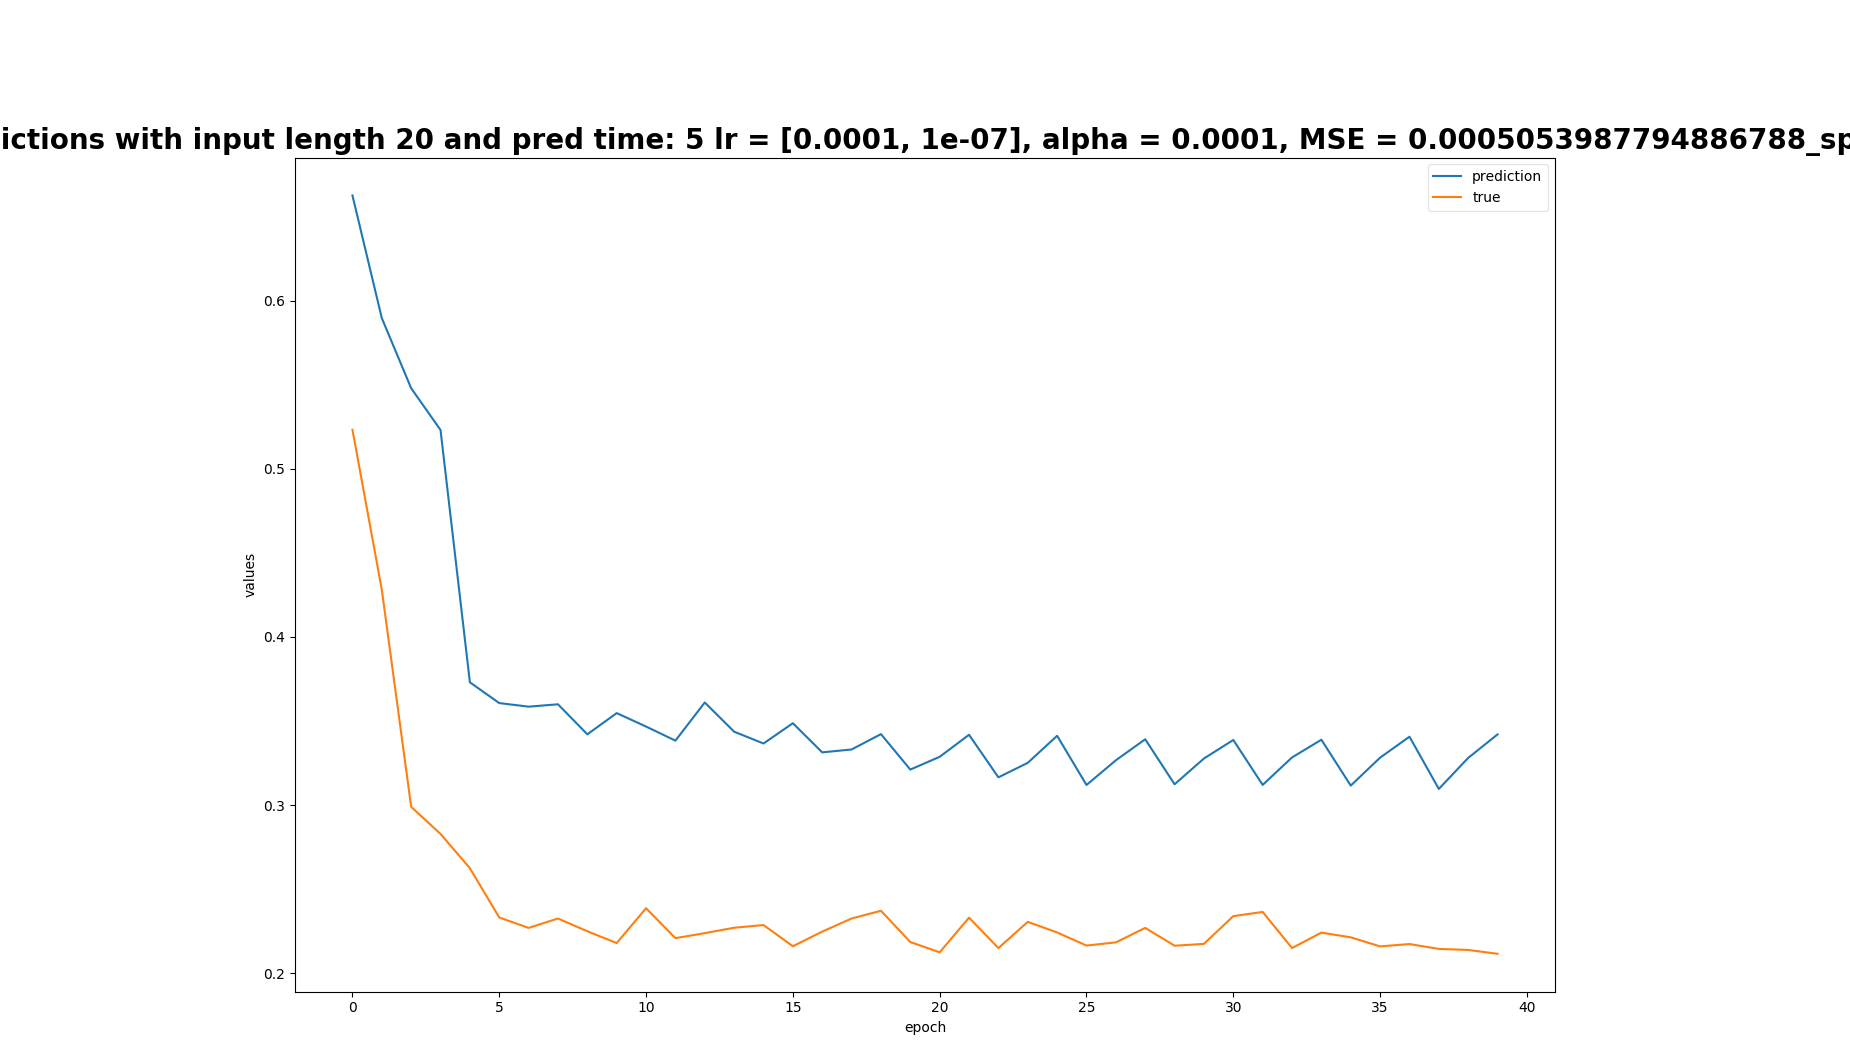 ictions with input length 20 and pred time: 5 lr = [0.0001, 1e-07], alpha = 0.0001, MSE = 0.0005053987794886788_sp
prediction
true
0.6
0.5
0.4
0.3
0.2
values
0 5 10 15 20 25 30 35 40
epoch